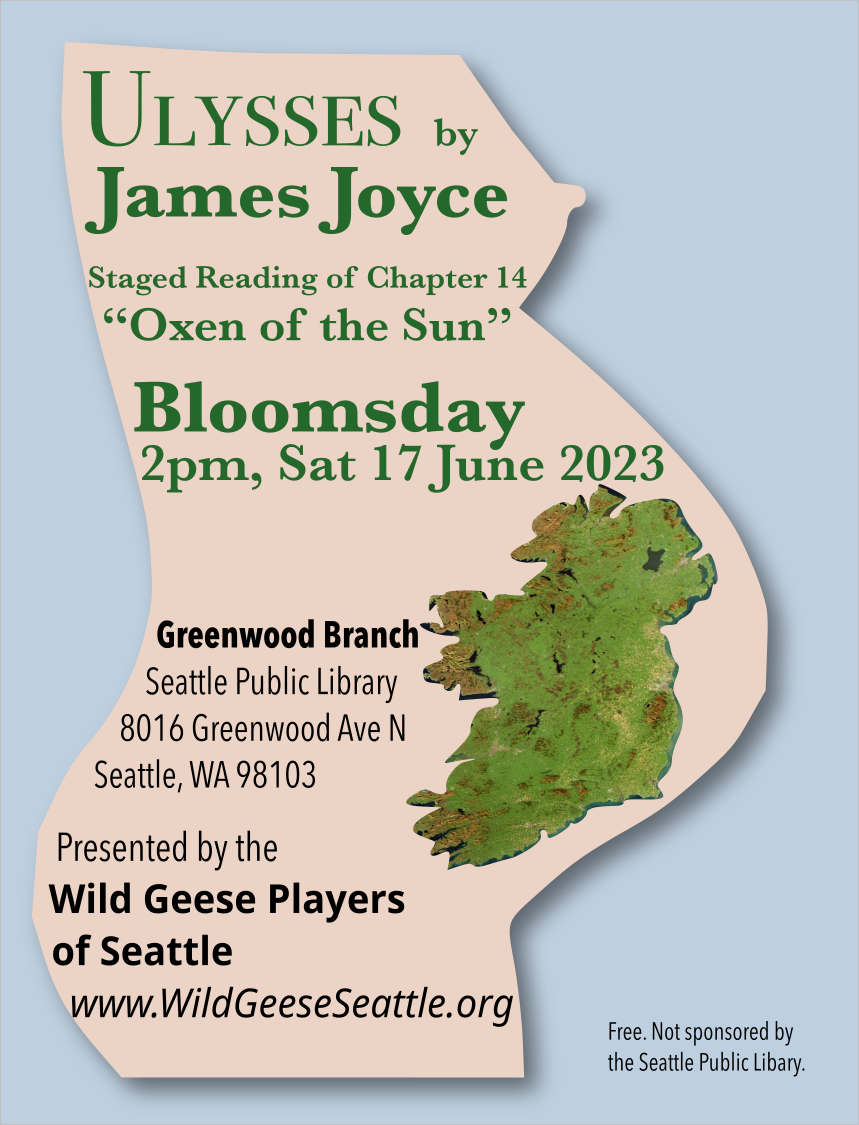 ULYSSES by
James Joyce
Staged Reading of Chapter 14
“Oxen of the Sun”
Bloomsday
2pm, Sat 17 June 2023
Greenwood Branch
Seattle Public Library
8016 Greenwood Ave N
Seattle, WA 98103
Presented by the
Wild Geese Players
of Seattle
www.WildGeeseSeattle.org
Free. Not sponsored by
the Seattle Public Libary.